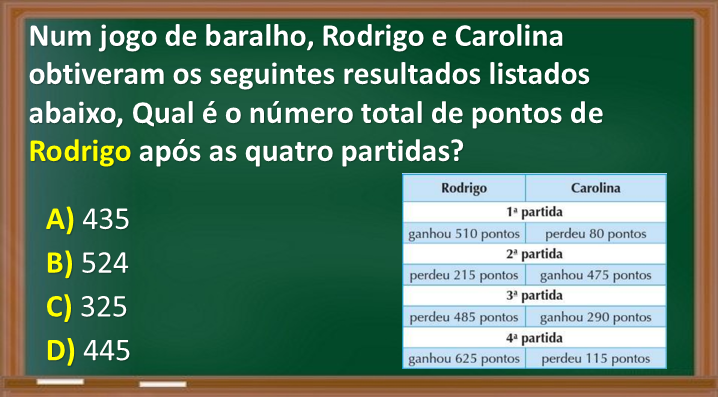 Num jogo de baralho, Rodrigo e Carolina
obtiveram os seguintes resultados listados
abaixo, Qual é o número total de pontos de
Rodrigo após as quatro partidas?
A) 435
B) 524
C) 325
D) 445
Rodrigo Carolina
1ª partida
ganhou 510 pontos perdeu 80 pontos
2ª partida
perdeu 215 pontos ganhou 475 pontos
3ª partida
perdeu 485 pontos ganhou 290 pontos
4ª partida
ganhou 625 pontos perdeu 115 pontos